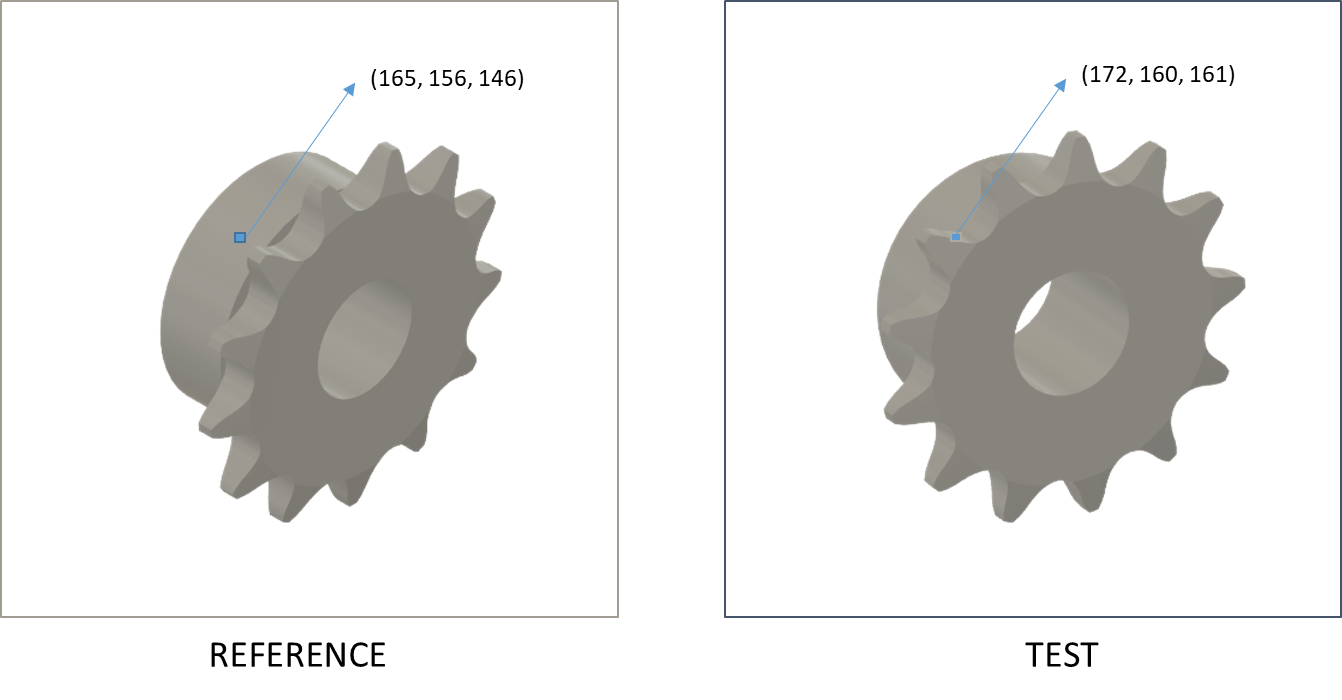 (165, 156, 146)
(172, 160, 161)
REFERENCE
TEST